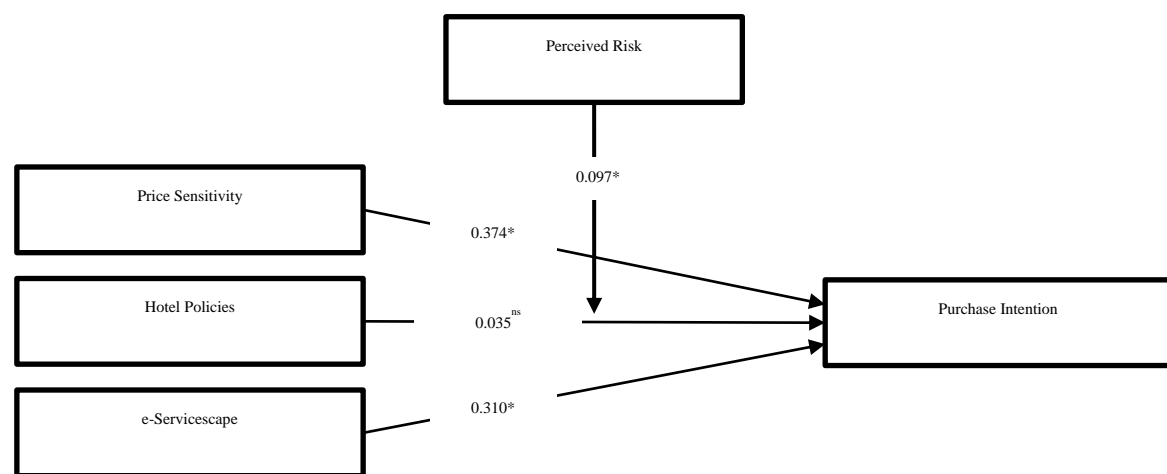 Perceived Risk
0.097*
Price Sensitivity
0.374*
Hotel Policies
0.035ns
Purchase Intention
0.310*
e-Servicescape